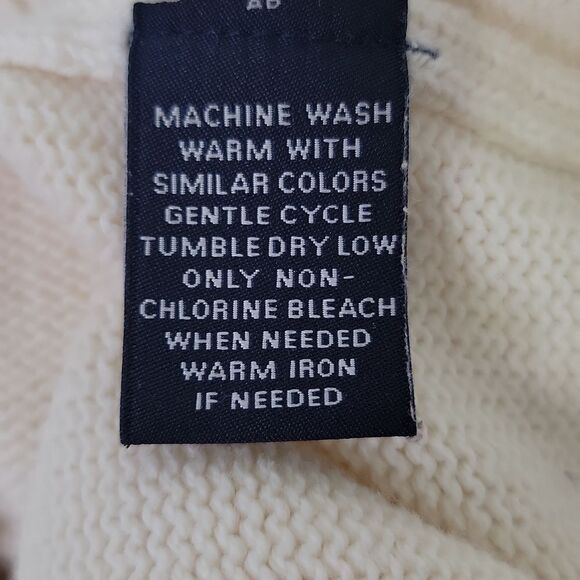 MACHINE WASH
WARM WITH
SIMILAR COLORS
GENTLE CYCLE
TUMBLE DRY LOW
ONLY NON-
CHLORINE BLEACH
WHEN NEEDED
WARM IRON
IF NEEDED